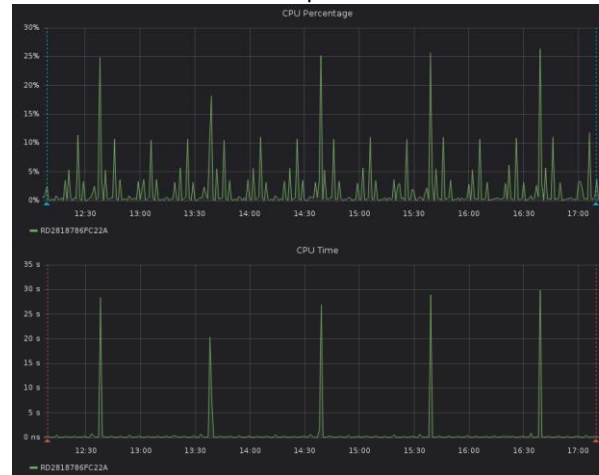 CPU Percentage
30%
25%
20%
15%
10%
5%
0%
12:30 13:00 13:30 14:00 14:30 15:00 15:30 16:00 16:30 17:00
RD2818786FC22A
CPU Time
35 s
30 s
25 s
20 s
15 s
10 s
5 s
0 ns
12:30 13:00 13:30 14:00 14:30 15:00 15:30 16:00 16:30 17:00
RD2818786FC22A